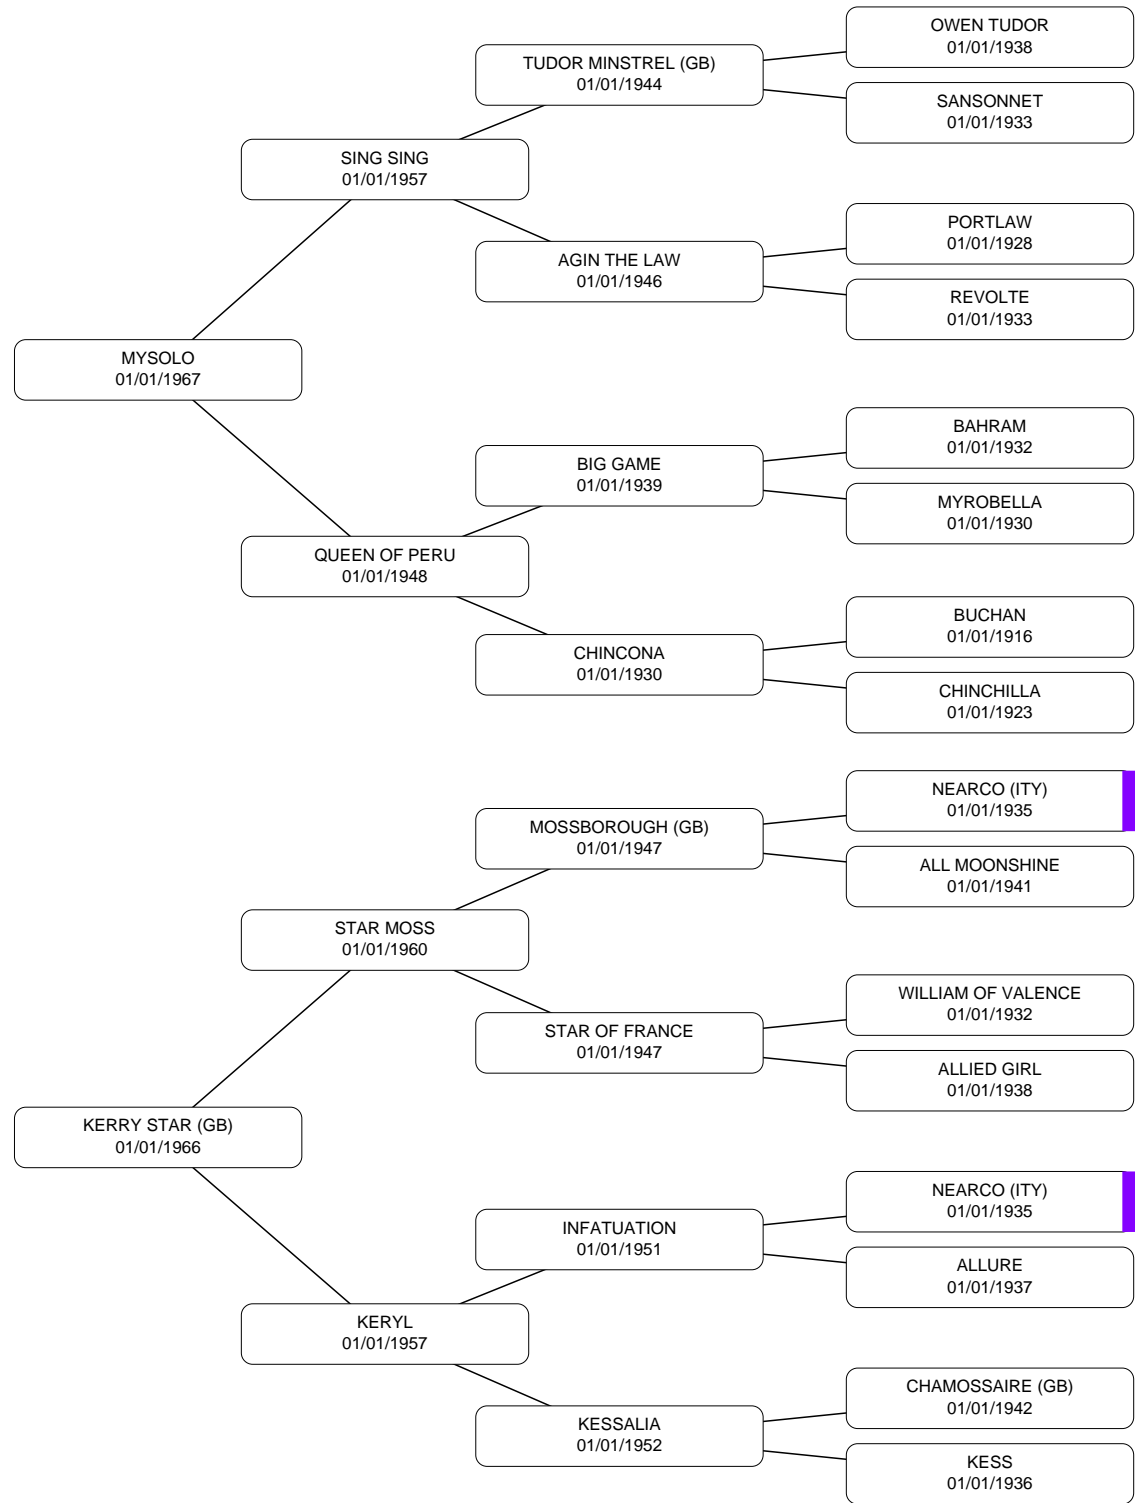 OWEN TUDOR
01/01/1938
TUDOR MINSTREL (GB)
01/01/1944
SANSONNET
01/01/1933
SING SING
01/01/1957
PORTLAW
01/01/1928
AGIN THE LAW
01/01/1946
REVOLTE
01/01/1933
MYSOLO
01/01/1967
BAHRAM
01/01/1932
BIG GAME
01/01/1939
MYROBELLA
01/01/1930
QUEEN OF PERU
01/01/1948
BUCHAN
01/01/1916
CHINCONA
01/01/1930
CHINCHILLA
01/01/1923
NEARCO (ITY)
01/01/1935
MOSSBOROUGH (GB)
01/01/1947
ALL MOONSHINE
01/01/1941
STAR MOSS
01/01/1960
WILLIAM OF VALENCE
01/01/1932
STAR OF FRANCE
01/01/1947
ALLIED GIRL
01/01/1938
KERRY STAR (GB)
01/01/1966
NEARCO (ITY)
01/01/1935
INFATUATION
01/01/1951
ALLURE
01/01/1937
KERYL
01/01/1957
CHAMOSSAIRE (GB)
01/01/1942
KESSALIA
01/01/1952
KESS
01/01/1936